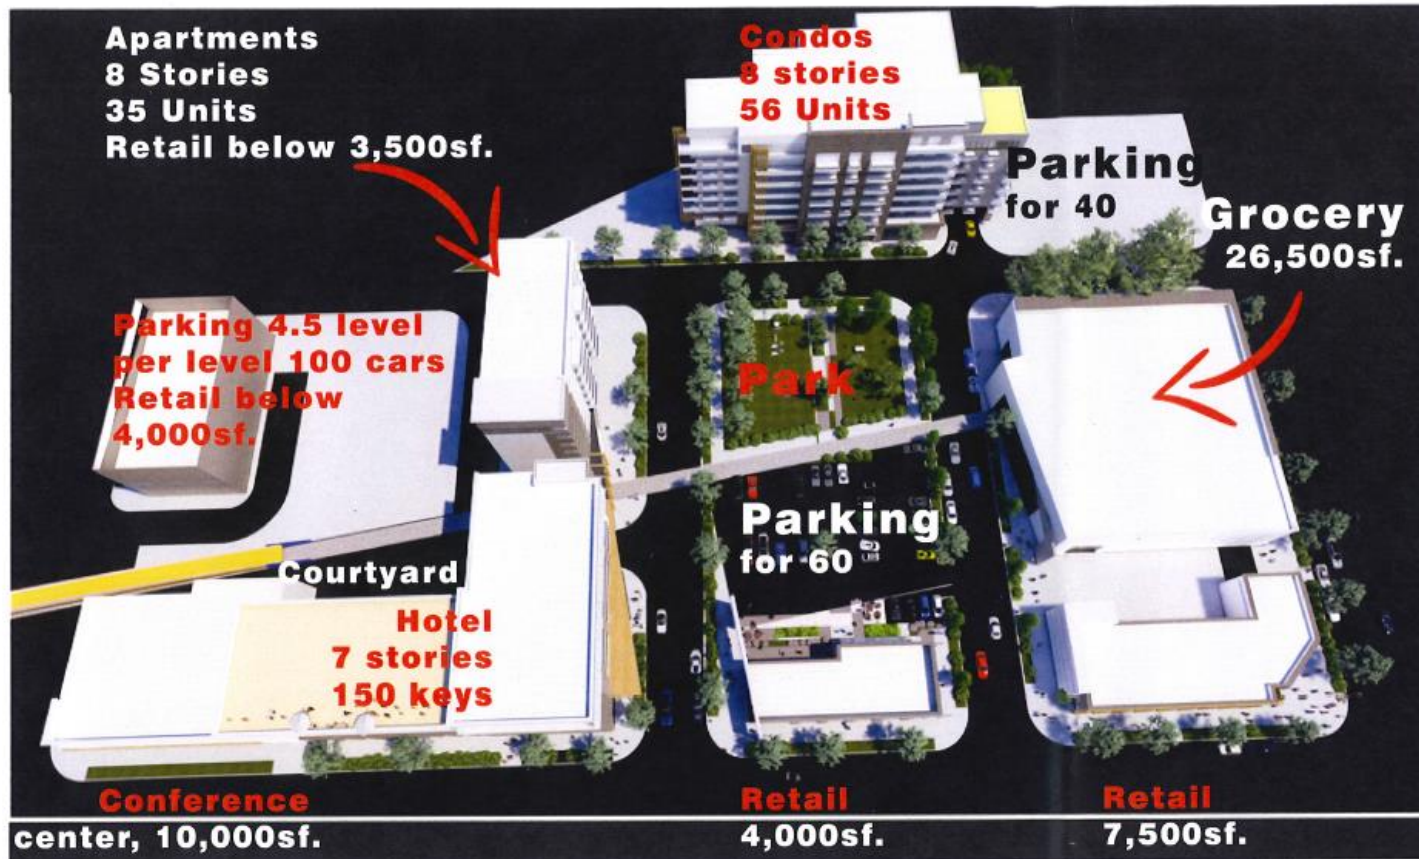 Apartments
8 Stories
35 Units
Retail below 3,500sf.
Condos
8 stories
56 Units
Parking
for 40
Grocery
26,500sf.
Parking 4.5 level
per level 100 cars
Retail below
4,000sf.
Park
Parking
for 60
Courtyard
Hotel
7 stories
150 keys
Conference
center, 10,000sf.
Retail
4,000sf.
Retail
7,500sf.